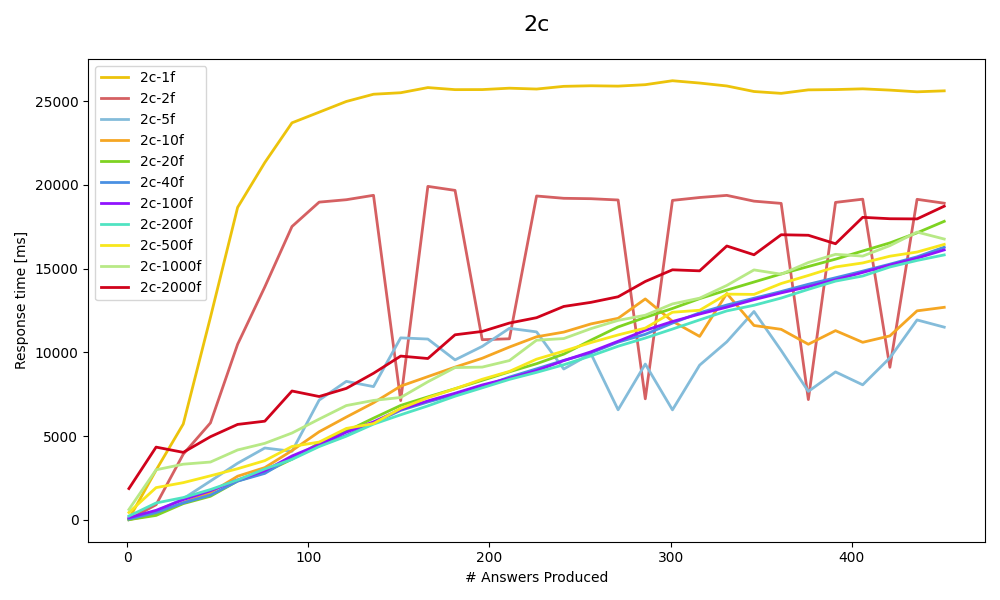 2c
2c-1f
2c-2f
2c-5f
2c-10f
2c-20f
2c-40f
2c-100f
2c-200f
2c-500f
2c-1000f
2c-2000f
Response time [ms]
25000
20000
15000
10000
5000
0
0 100 200 300 400
# Answers Produced